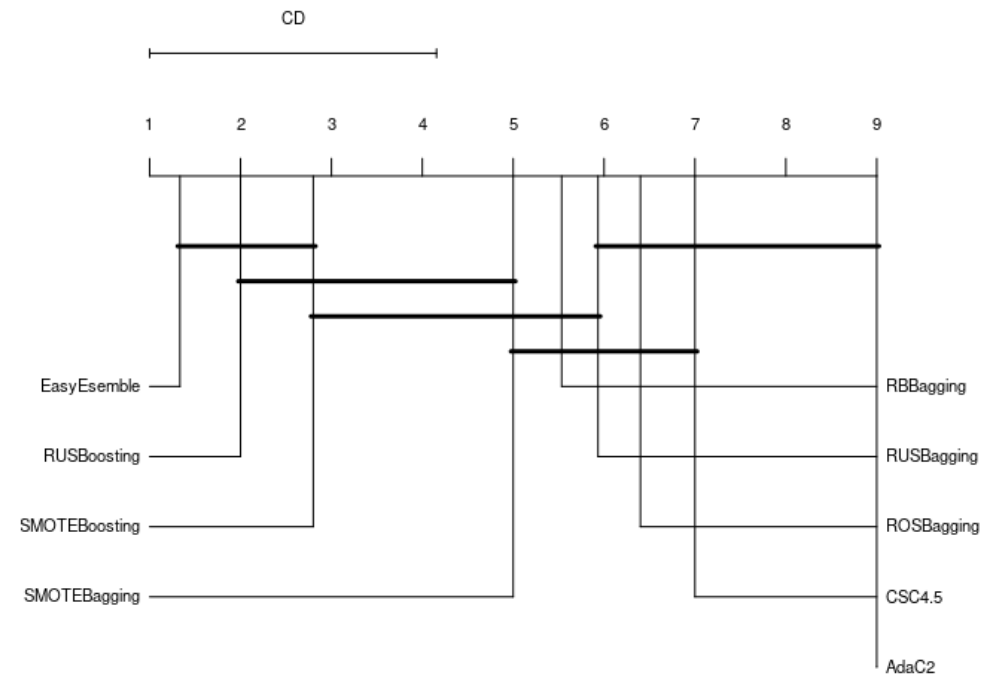 CD
1 2 3 4 5 6 7 8 9
EasyEsemble RBBagging
RUSBoosting RUSBagging
SMOTEBoosting ROSBagging
SMOTEBagging CSC4.5
AdaC2